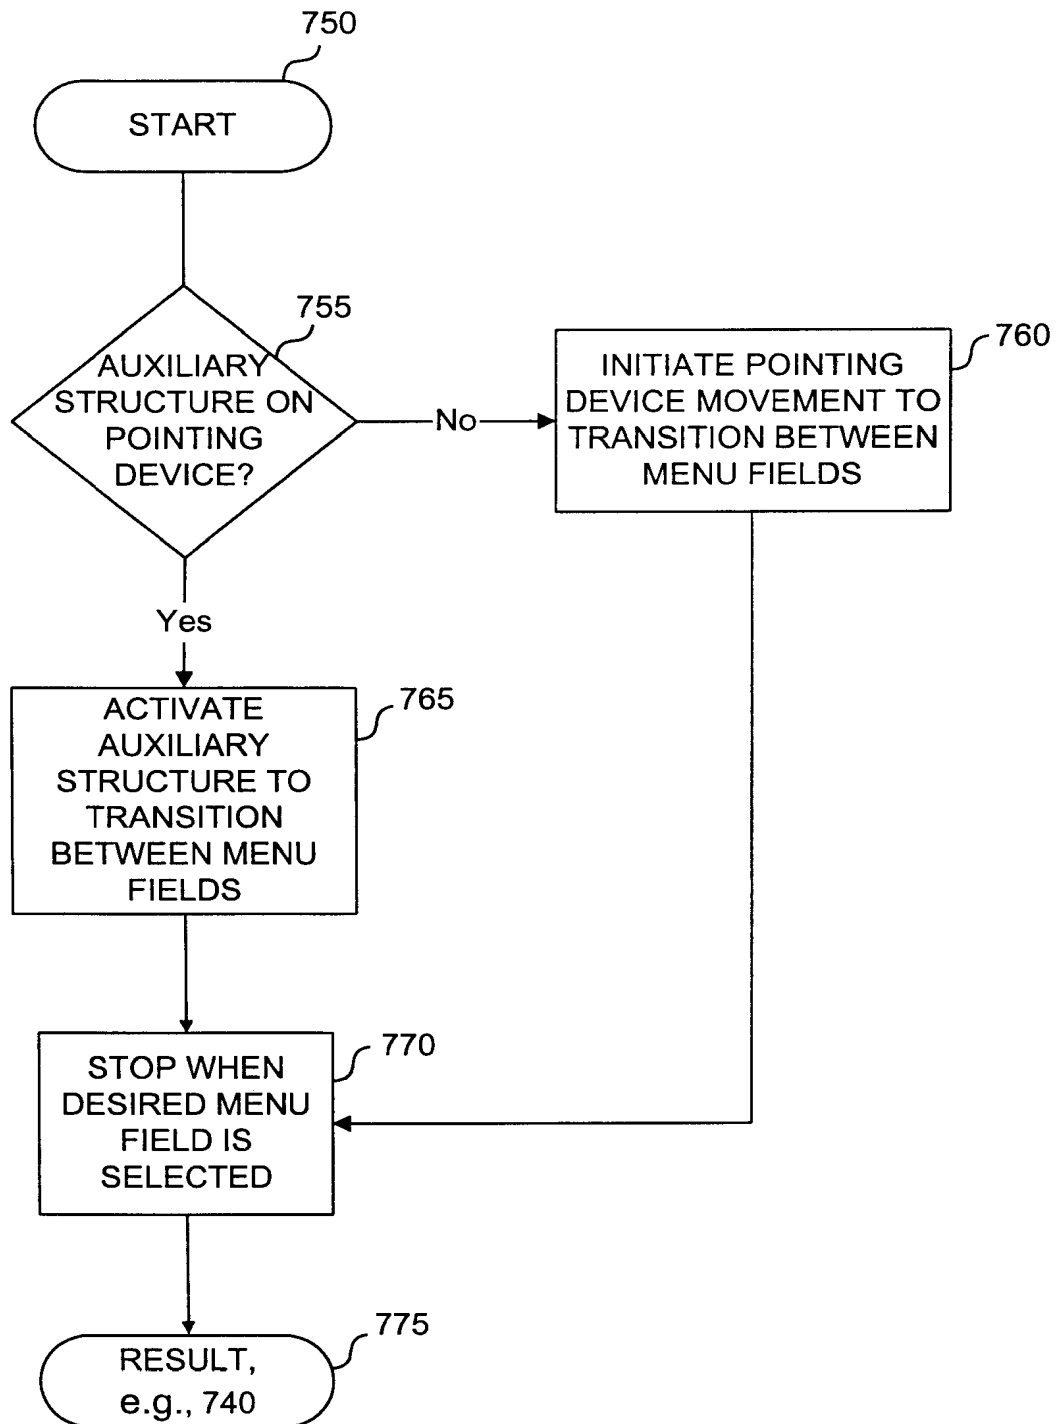 750
START
755
AUXILIARY
STRUCTURE ON
POINTING
DEVICE?
No
760
INITIATE POINTING
DEVICE MOVEMENT TO
TRANSITION BETWEEN
MENU FIELDS
Yes
765
ACTIVATE
AUXILIARY
STRUCTURE TO
TRANSITION
BETWEEN MENU
FIELDS
770
STOP WHEN
DESIRED MENU
FIELD IS
SELECTED
775
RESULT,
e.g., 740